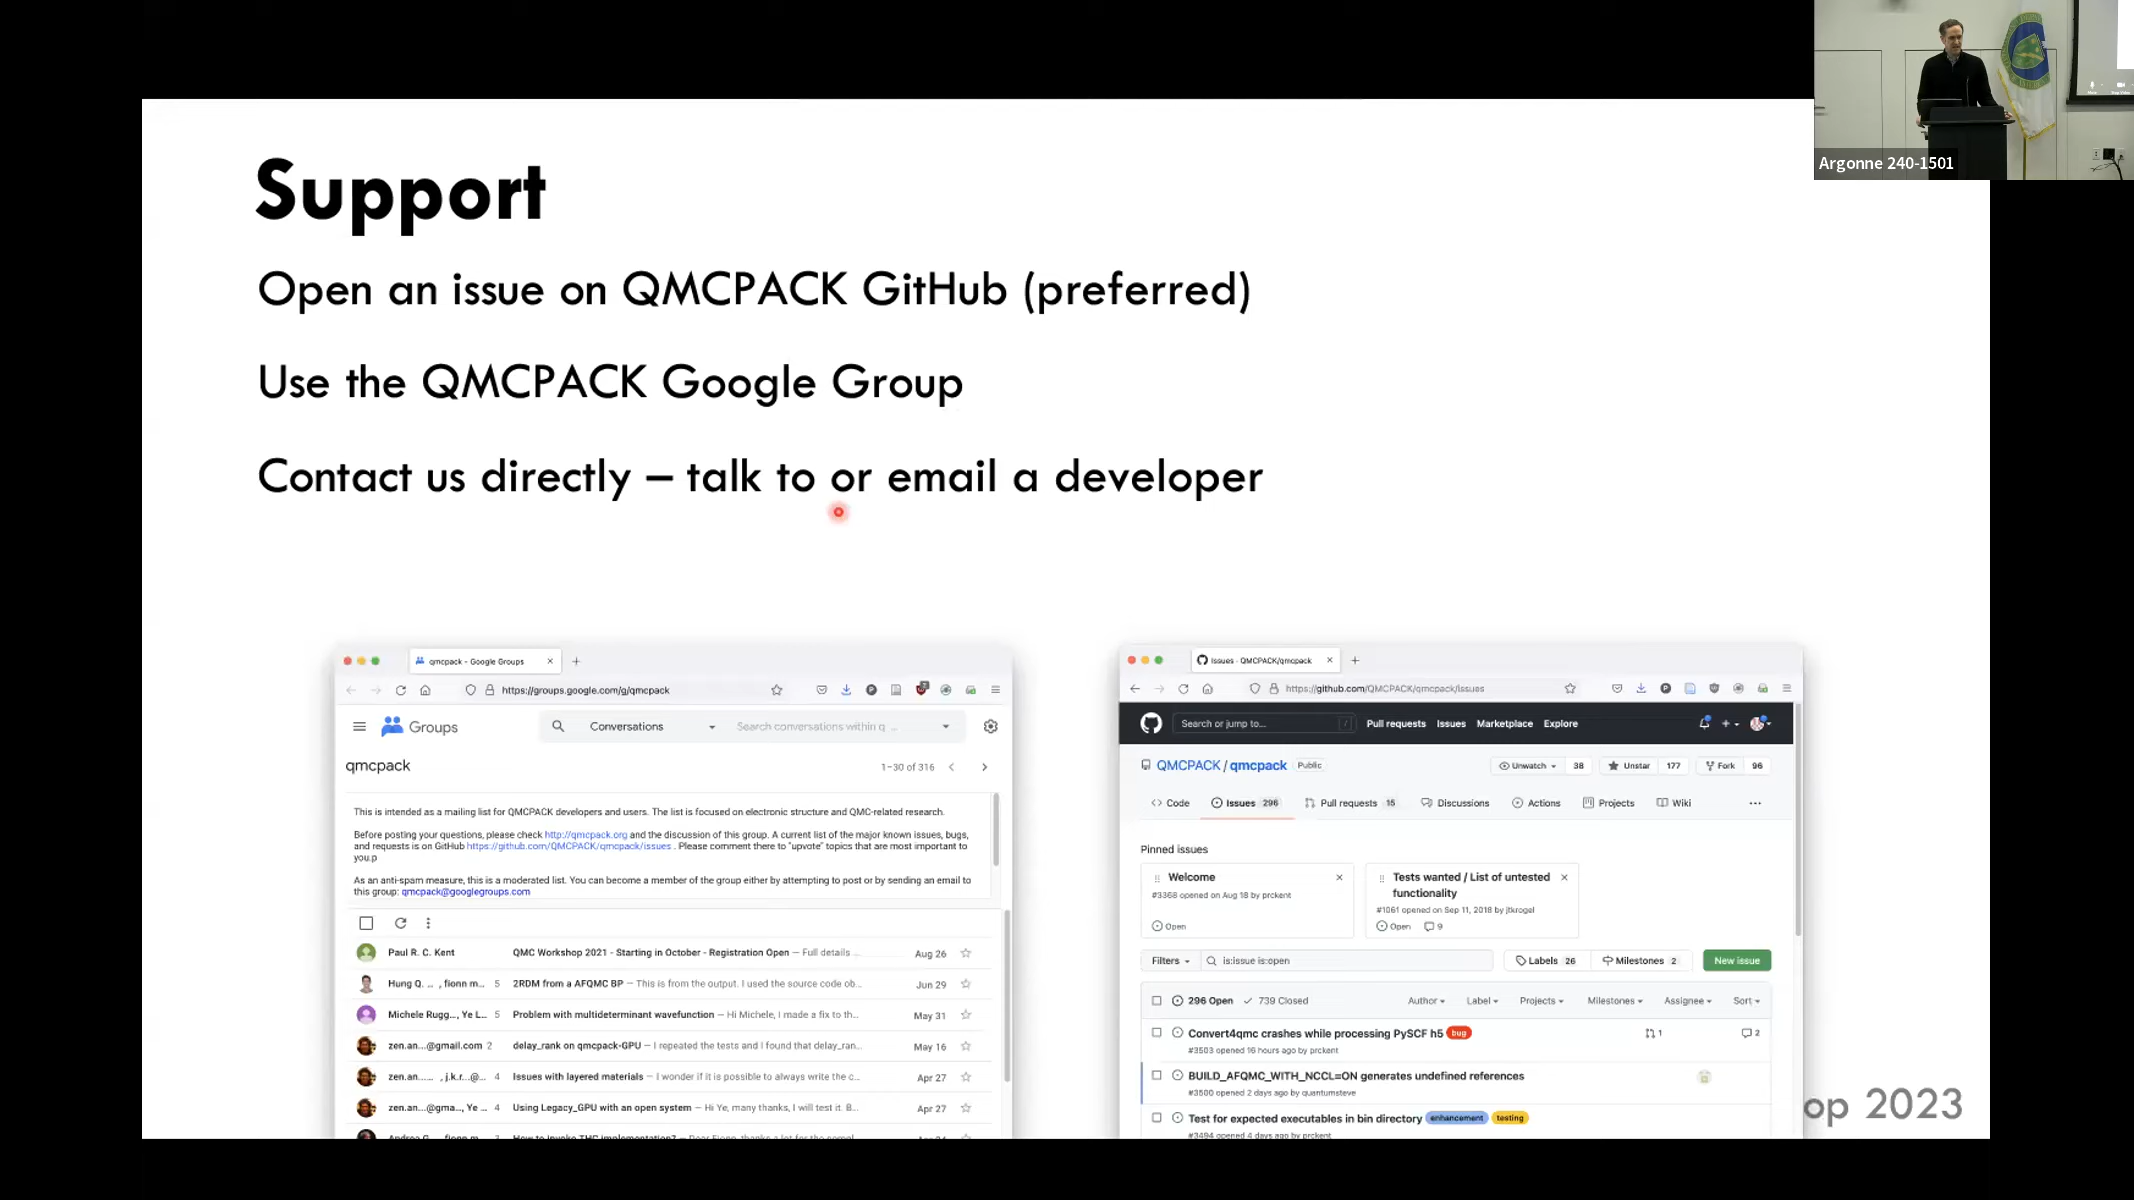 Argonne 240-1501
Support
Open an issue on QMCPACK GitHub (preferred)
Use the QMCPACK Google Group
Contact us directly – talk to or email a developer
qmcpack - Google Groups
https://groups.google.com/g/qmcpack
Groups
Conversations
Search conversations within q ...
qmcpack
1–30 of 316
This is intended as a mailing list for QMCPACK developers and users. The list is focused on electronic structure and QMC-related research.
Before posting your questions, please check http://qmcpack.org and the discussion of this group. A current list of the major known issues, bugs,
and requests is on GitHub https://github.com/QMCPACK/qmcpack/issues . Please comment there to "upvote" topics that are most important to
you.p
As an anti-spam measure, this is a moderated list. You can become a member of the group either by attempting to post or by sending an email to
this group: qmcpack@googlegroups.com
Paul R. C. Kent QMC Workshop 2021 - Starting in October - Registration Open — Full details ... Aug 26
Hung Q. ... , fionn m... 5 2RDM from a AFQMC BP — This is from the output. I used the source code ob... Jun 29
Michele Rugg..., Ye L... 5 Problem with multideterminant wavefunction — Hi Michele, I made a fix to th... May 31
zen.an...@gmail.com 2 delay_rank on qmcpack-GPU — I repeated the tests and I found that delay_ran... May 16
zen.an... ... , j.k.r...@... 4 Issues with layered materials — I wonder if it is possible to always write the c... Apr 27
zen.an...@gma..., Ye ... 4 Using Legacy_GPU with an open system — Hi Ye, many thanks, I will test it. B... Apr 27
Issues · QMCPACK/qmcpack
https://github.com/QMCPACK/qmcpack/issues
Search or jump to... / Pull requests Issues Marketplace Explore
QMCPACK / qmcpack Public
Unwatch 38 Unstar 177 Fork 96
Code Issues 296 Pull requests 15 Discussions Actions Projects Wiki ...
Pinned issues
Welcome
#3368 opened on Aug 18 by prckent
Open
Tests wanted / List of untested
functionality
#1061 opened on Sep 11, 2018 by jtkrogel
Open 9
Filters is:issue is:open Labels 26 Milestones 2 New issue
296 Open 739 Closed Author Label Projects Milestones Assignee Sort
Convert4qmc crashes while processing PySCF h5 bug 1 2
#3503 opened 16 hours ago by prckent
BUILD_AFQMC_WITH_NCCL=ON generates undefined references
#3500 opened 2 days ago by quantumsteve
Test for expected executables in bin directory enhancement testing
#3494 opened 4 days ago by prckent
op 2023